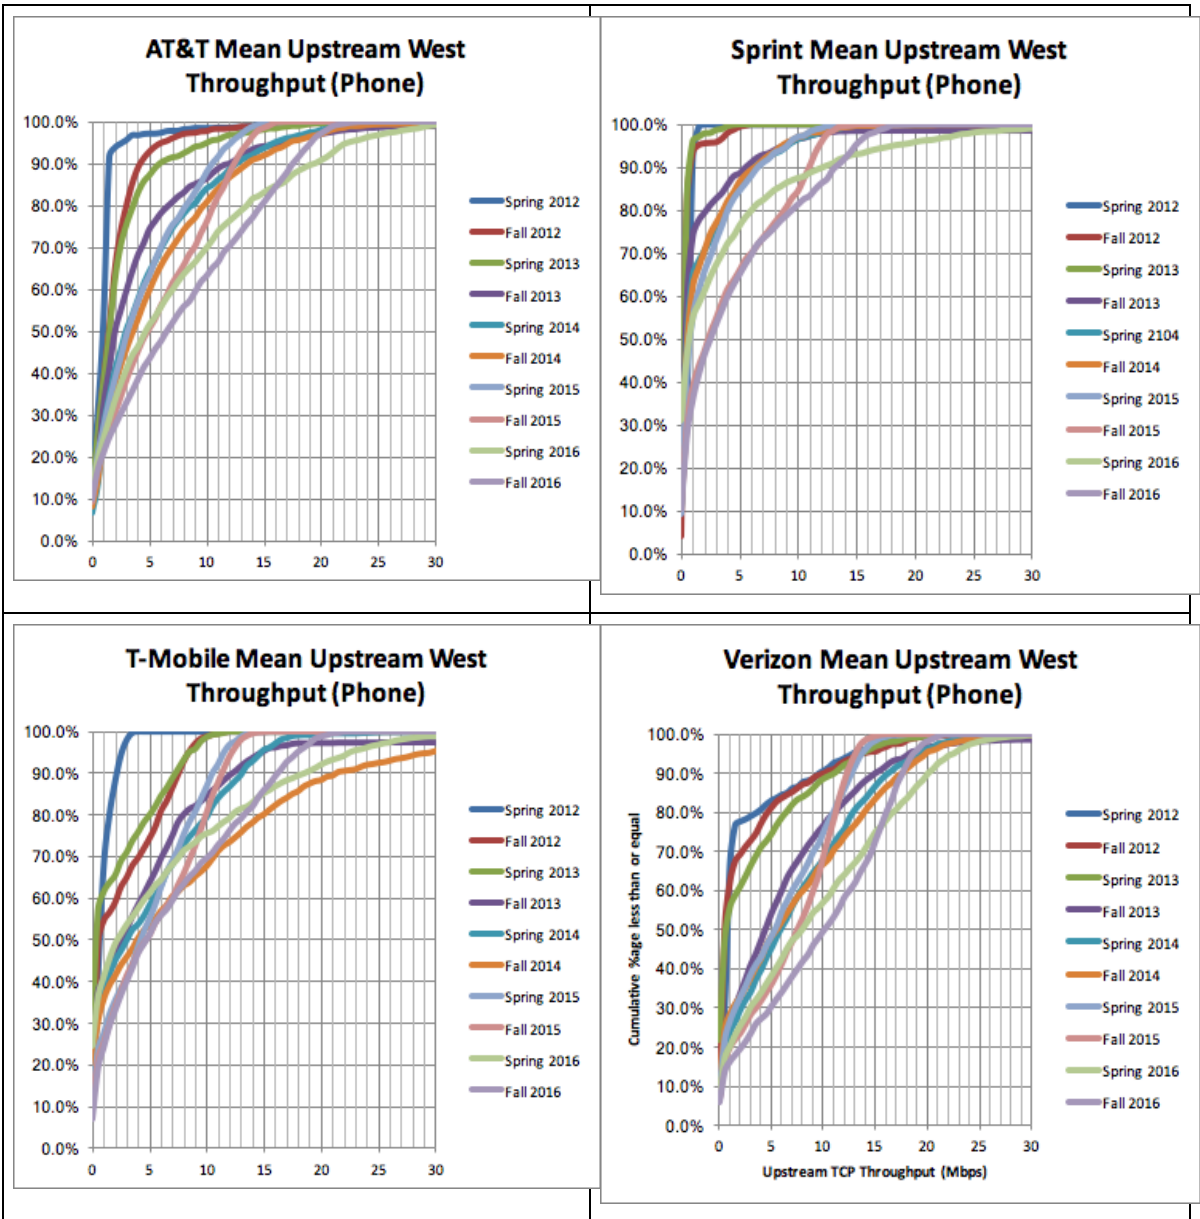 AT&T Mean Upstream West
Throughput (Phone)
100.0%
90.0%
80.0%
70.0%
60.0%
50.0%
40.0%
30.0%
20.0%
10.0%
0.0%
0 5 10 15 20 25 30
Spring 2012
Fall 2012
Spring 2013
Fall 2013
Spring 2014
Fall 2014
Spring 2015
Fall 2015
Spring 2016
Fall 2016
Sprint Mean Upstream West
Throughput (Phone)
100.0%
90.0%
80.0%
70.0%
60.0%
50.0%
40.0%
30.0%
20.0%
10.0%
0.0%
0 5 10 15 20 25 30
Spring 2012
Fall 2012
Spring 2013
Fall 2013
Spring 2104
Fall 2014
Spring 2015
Fall 2015
Spring 2016
Fall 2016
T-Mobile Mean Upstream West
Throughput (Phone)
100.0%
90.0%
80.0%
70.0%
60.0%
50.0%
40.0%
30.0%
20.0%
10.0%
0.0%
0 5 10 15 20 25 30
Spring 2012
Fall 2012
Spring 2013
Fall 2013
Spring 2014
Fall 2014
Spring 2015
Fall 2015
Spring 2016
Fall 2016
Verizon Mean Upstream West
Throughput (Phone)
Cumulative %age less than or equal
100.0%
90.0%
80.0%
70.0%
60.0%
50.0%
40.0%
30.0%
20.0%
10.0%
0.0%
0 5 10 15 20 25 30
Upstream TCP Throughput (Mbps)
Spring 2012
Fall 2012
Spring 2013
Fall 2013
Spring 2014
Fall 2014
Spring 2015
Fall 2015
Spring 2016
Fall 2016